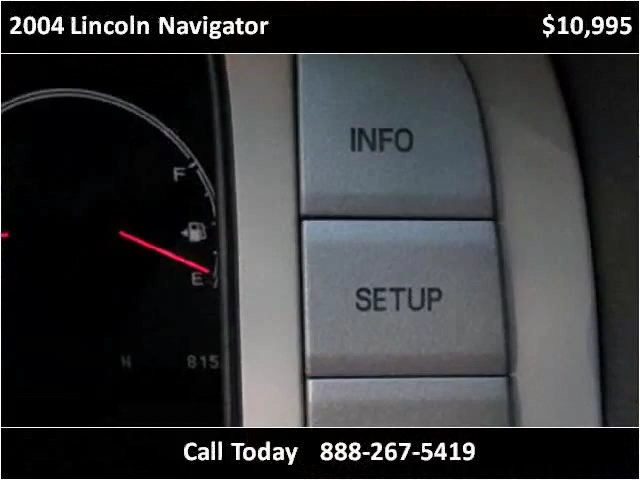 2004 Lincoln Navigator $10,995
INFO
F
SETUP
E
815
Call Today 888-267-5419